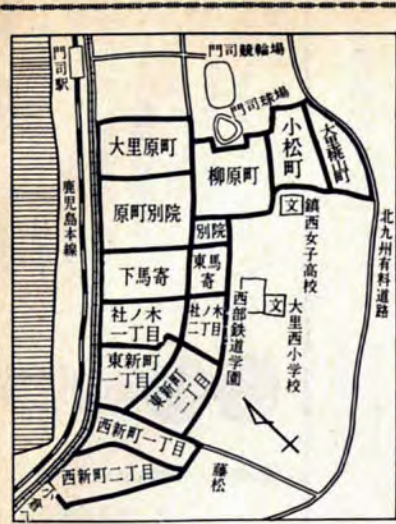 門司駅
門司競輪場
門司球場
大里原町
柳原町
小松町
大里桃山町
鹿児島本線
原町別院
別院
文
鎮西女子高校
北九州有料道路
下馬寄
東馬寄
社ノ木一丁目
社ノ木二丁目
西部鉄道学園
文
大里西小学校
東新町一丁目
東新町二丁目
西新町一丁目
西新町二丁目
藤松
小倉へ